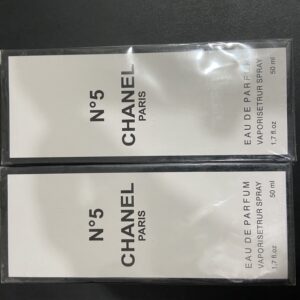 N°5
CHANEL
PARIS
EAU DE PARFUM
VAPORISETRUR SPRAY
50 ml
1.7 fl.oz
N°5
CHANEL
PARIS
EAU DE PARFUM
VAPORISETRUR SPRAY
50 ml
1.7 fl.oz